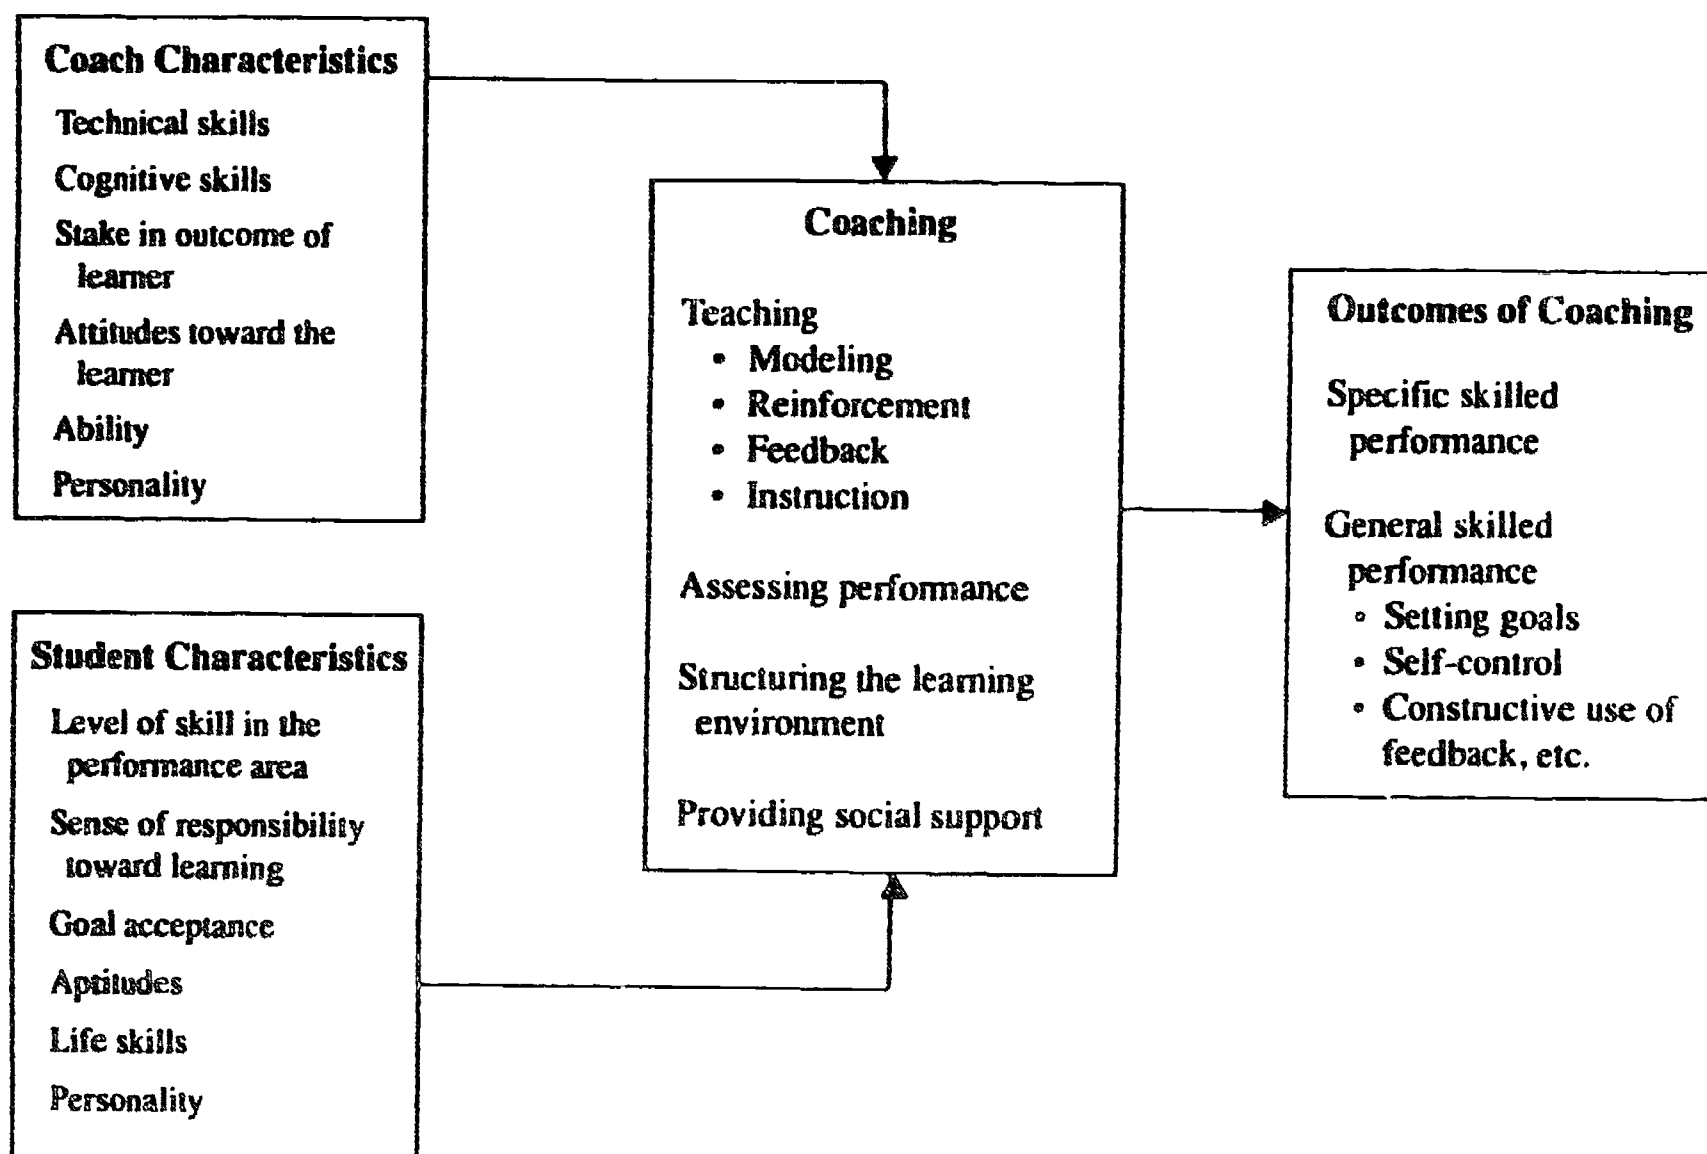 Coach Characteristics
Technical skills
Cognitive skills
Stake in outcome of
learner
Attitudes toward the
learner
Ability
Personality
Student Characteristics
Level of skill in the
performance area
Sense of responsibility
toward learning
Goal acceptance
Aptitudes
Life skills
Personality
Coaching
Teaching
• Modeling
• Reinforcement
• Feedback
• Instruction
Assessing performance
Structuring the learning
environment
Providing social support
Outcomes of Coaching
Specific skilled
performance
General skilled
performance
• Setting goals
• Self-control
• Constructive use of
feedback, etc.